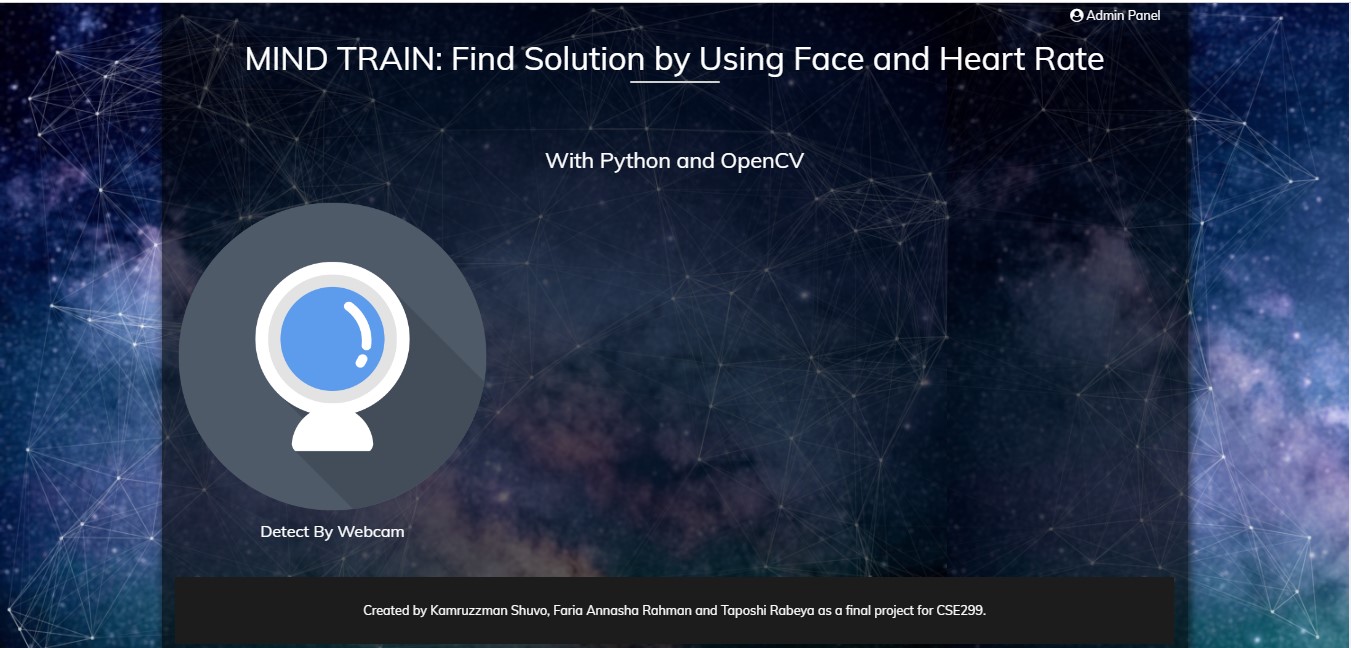 Admin Panel
MIND TRAIN: Find Solution by Using Face and Heart Rate
With Python and OpenCV
Detect By Webcam
Created by Kamruzzman Shuvo, Faria Annasha Rahman and Taposhi Rabeya as a final project for CSE299.